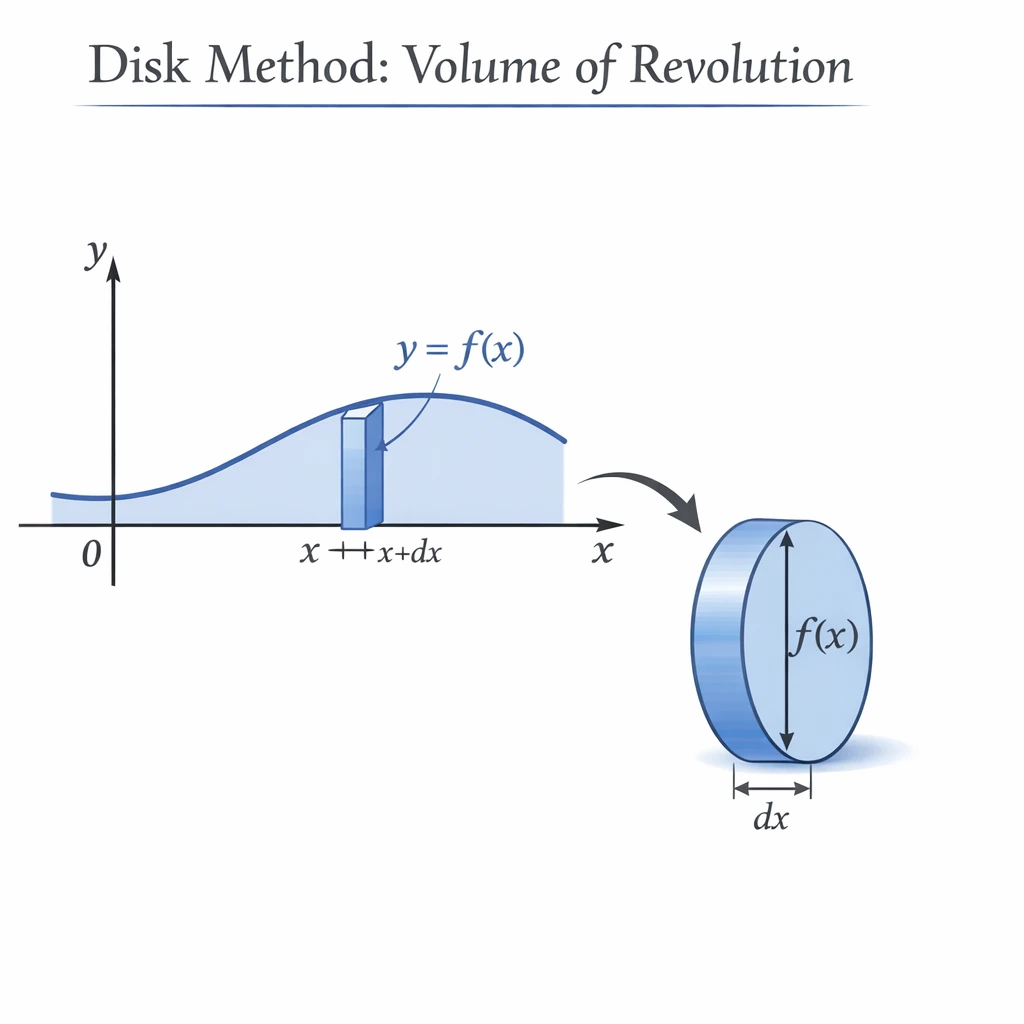 Disk Method: Volume of Revolution
y
y = f(x)
0
x
x+dx
x
f(x)
dx